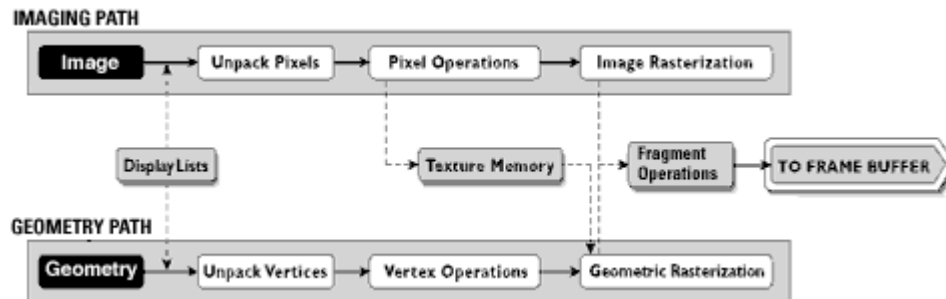 IMAGING PATH
Image
Unpack Pixels
Pixel Operations
Image Rasterization
Display Lists
Texture Memory
Fragment
Operations
TO FRAME BUFFER
GEOMETRY PATH
Geometry
Unpack Vertices
Vertex Operations
Geometric Rasterization